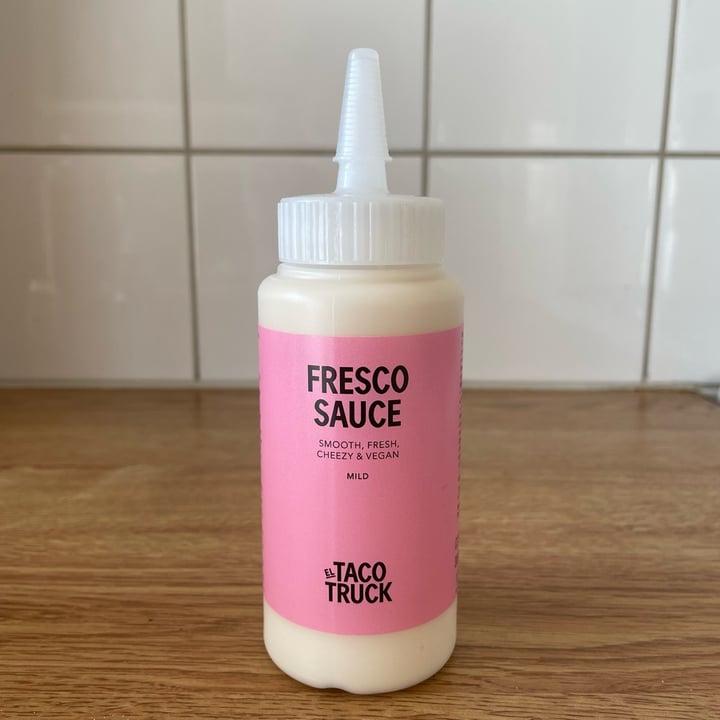 FRESCO
SAUCE
SMOOTH, FRESH,
CHEEZY & VEGAN
MILD
EL TACO
TRUCK